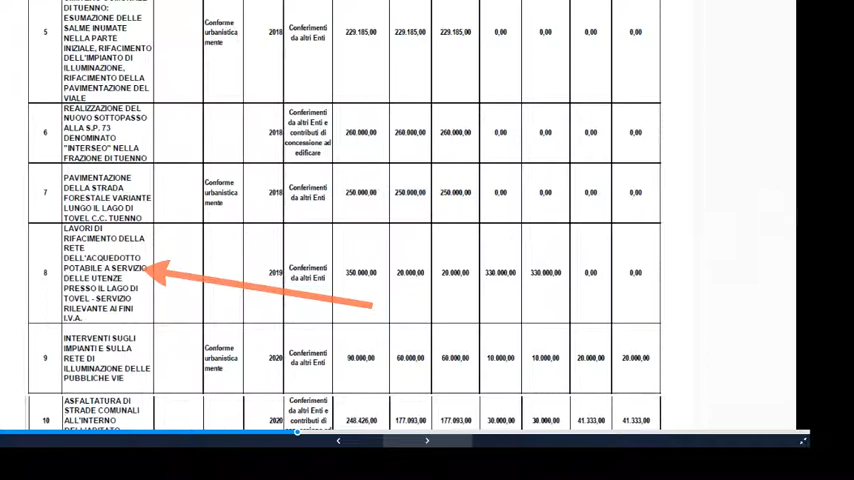 DI TUENNO:
ESUMAZIONE DELLE
SALME INUMATE
NELLA PARTE
INIZIALE, RIFACIMENTO
DELL'IMPIANTO DI
ILLUMINAZIONE,
RIFACIMENTO DELLA
PAVIMENTAZIONE DEL
VIALE
5
Conforme
urbanistica
mente
2018
Conferimenti
da altri Enti
229.185,00 229.185,00 229.185,00 0,00 0,00 0,00 0,00
REALIZZAZIONE DEL
NUOVO SOTTOPASSO
ALLA S.P. 73
DENOMINATO
"INTERSEO" NELLA
FRAZIONE DI TUENNO
6
2018
Conferimenti
da altri Enti e
contributi di
concessione ad
edificare
260.000,00 260.000,00 260.000,00 0,00 0,00 0,00 0,00
PAVIMENTAZIONE
DELLA STRADA
FORESTALE VARIANTE
LUNGO IL LAGO DI
TOVEL C.C. TUENNO
7
Conforme
urbanistica
mente
2018
Conferimenti
da altri Enti
250.000,00 250.000,00 250.000,00 0,00 0,00 0,00 0,00
LAVORI DI
RIFACIMENTO DELLA
RETE
DELL'ACQUEDOTTO
POTABILE A SERVIZIO
DELLE UTENZE
PRESSO IL LAGO DI
TOVEL - SERVIZIO
RILEVANTE AI FINI
I.V.A.
8
2019
Conferimenti
da altri Enti
350.000,00 20.000,00 20.000,00 330.000,00 330.000,00 0,00 0,00
INTERVENTI SUGLI
IMPIANTI E SULLA
RETE DI
ILLUMINAZIONE DELLE
PUBBLICHE VIE
9
Conforme
urbanistica
mente
2020
Conferimenti
da altri Enti
90.000,00 60.000,00 60.000,00 10.000,00 10.000,00 20.000,00 20.000,00
ASFALTATURA DI
STRADE COMUNALI
ALL'INTERNO
10
2020
Conferimenti
da altri Enti e
contributi di
248.426,00 177.093,00 177.093,00 30.000,00 30.000,00 41.333,00 41.333,00